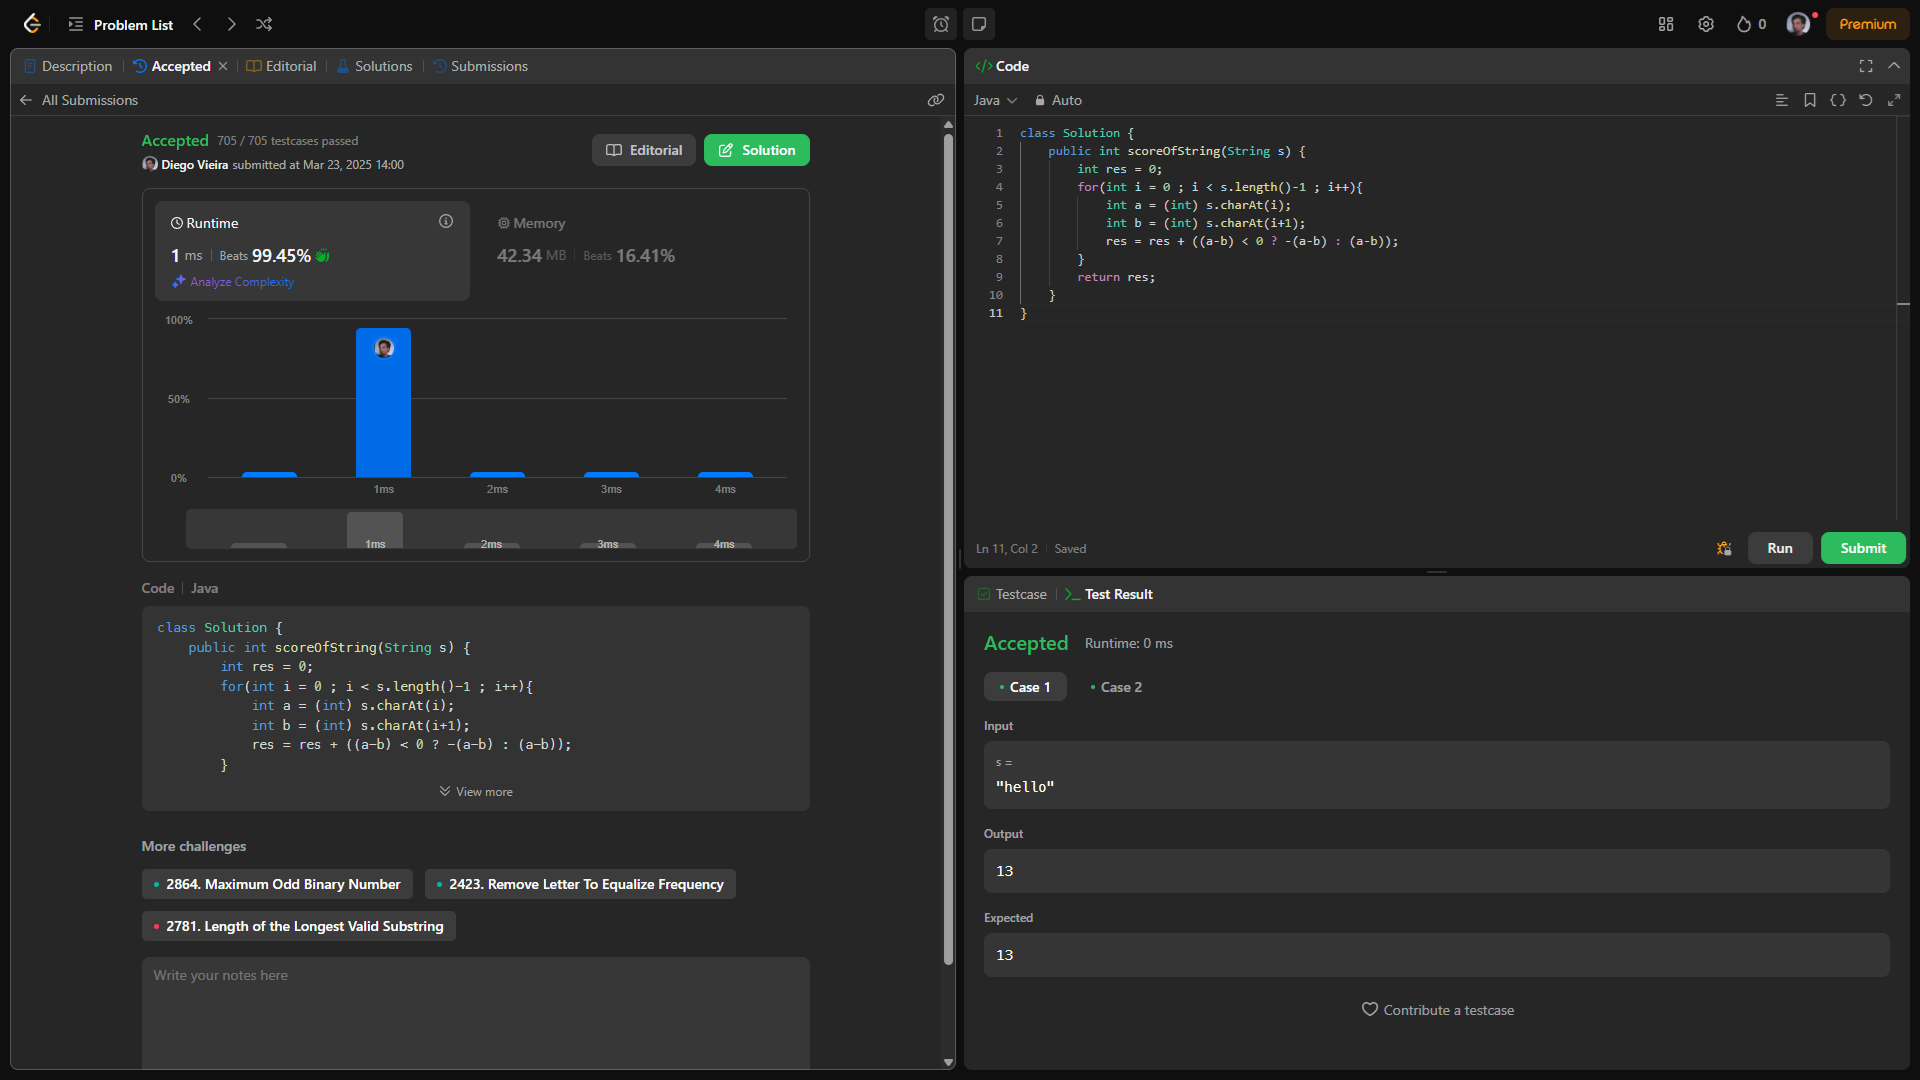 Problem List
0
Premium
Description
Accepted
Editorial
Solutions
Submissions
All Submissions
Accepted 705 / 705 testcases passed
Diego Vieira submitted at Mar 23, 2025 14:00
Editorial
Solution
Runtime
1 ms Beats 99.45%
Analyze Complexity
Memory
42.34 MB Beats 16.41%
100%
50%
0%
1ms 2ms 3ms 4ms
1ms 2ms 3ms 4ms
Code Java
class Solution {
    public int scoreOfString(String s) {
        int res = 0;
        for(int i = 0 ; i < s.length()-1 ; i++){
            int a = (int) s.charAt(i);
            int b = (int) s.charAt(i+1);
            res = res + ((a-b) < 0 ? -(a-b) : (a-b));
        }
View more
More challenges
2864. Maximum Odd Binary Number
2423. Remove Letter To Equalize Frequency
2781. Length of the Longest Valid Substring
Write your notes here
</> Code
Java
Auto
1 class Solution {
2     public int scoreOfString(String s) {
3         int res = 0;
4         for(int i = 0 ; i < s.length()-1 ; i++){
5             int a = (int) s.charAt(i);
6             int b = (int) s.charAt(i+1);
7             res = res + ((a-b) < 0 ? -(a-b) : (a-b));
8         }
9         return res;
10     }
11 }
Ln 11, Col 2 Saved
Run
Submit
Testcase
Test Result
Accepted Runtime: 0 ms
Case 1
Case 2
Input
s =
"hello"
Output
13
Expected
13
Contribute a testcase